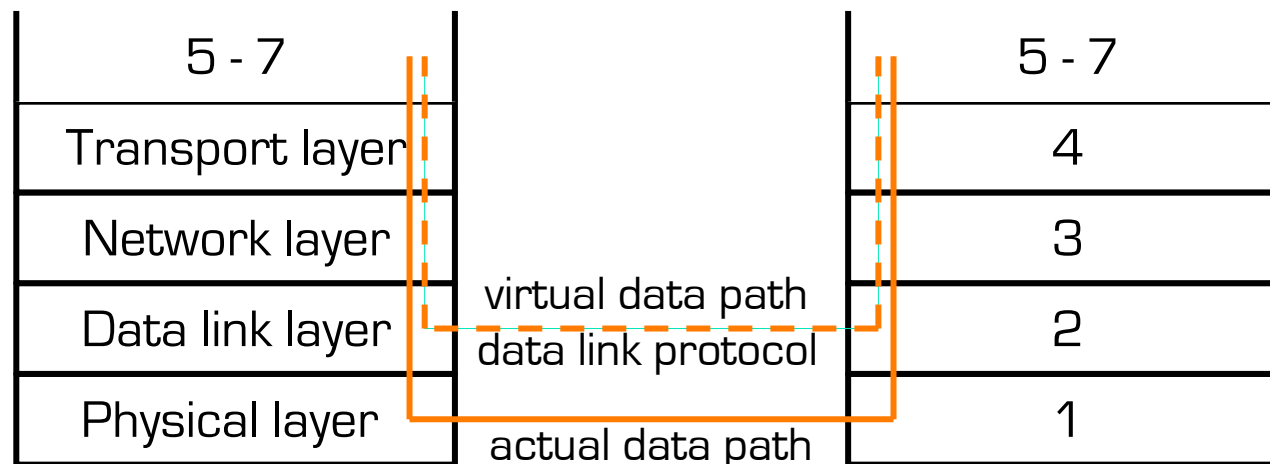 5 - 7
Transport layer
Network layer
Data link layer
Physical layer
virtual data path
data link protocol
actual data path
5 - 7
4
3
2
1